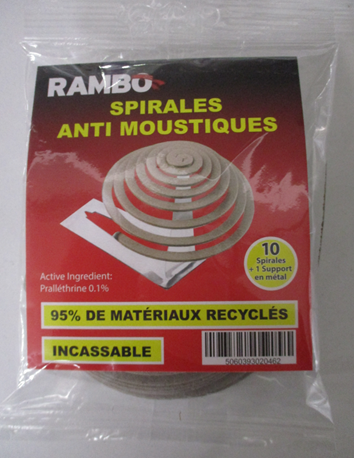 RAMBO
SPIRALES
ANTI MOUSTIQUES
10
Spirales
+ 1 Support
en métal
Active Ingredient:
Pralléthrine 0.1%
95% DE MATÉRIAUX RECYCLÉS
INCASSABLE
5060393020462